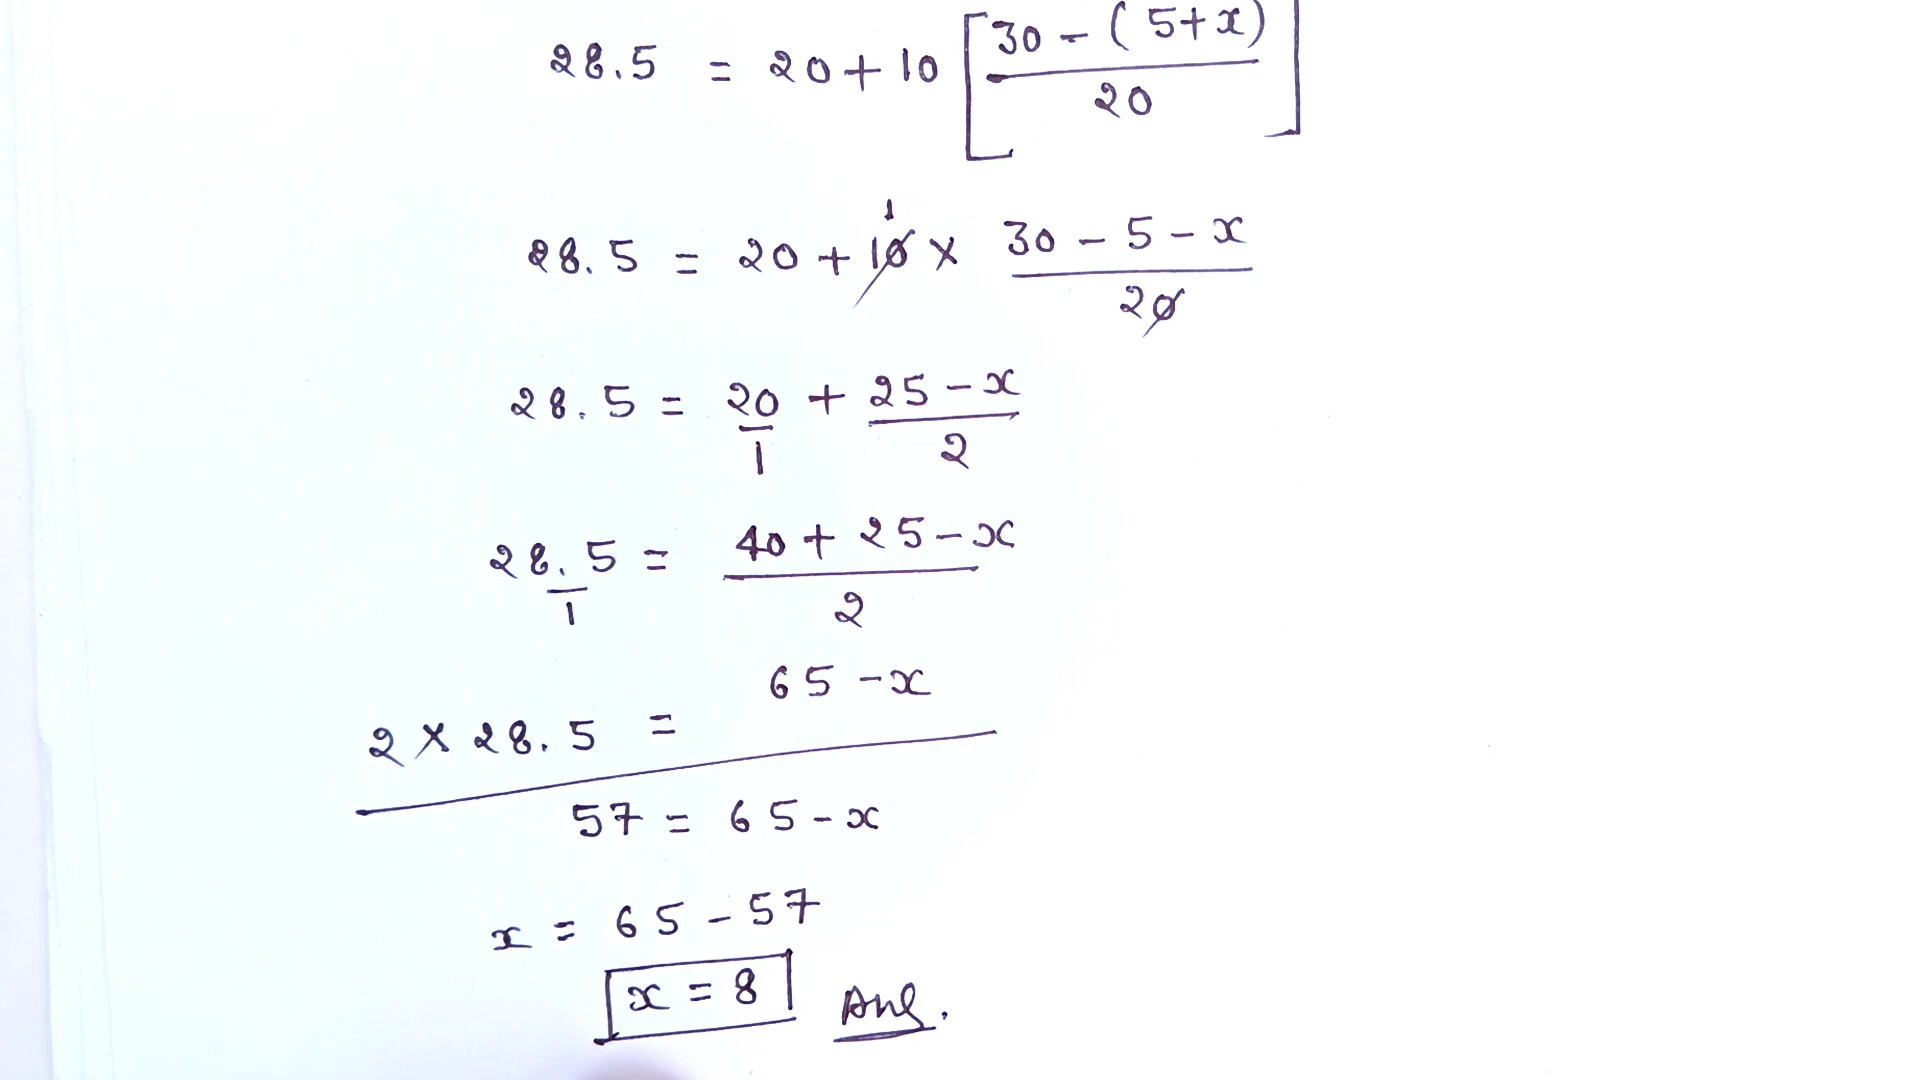 28.5 = 20 + 10 [ 30 - ( 5 + x ) / 20 ]
28.5 = 20 + 10 1 × 30 - 5 - x / 20
28.5 = 20 / 1 + 25 - x / 2
28.5 / 1 = 40 + 25 - x / 2
2 × 28.5 = 65 - x
57 = 65 - x
x = 65 - 57
x = 8 Ans.